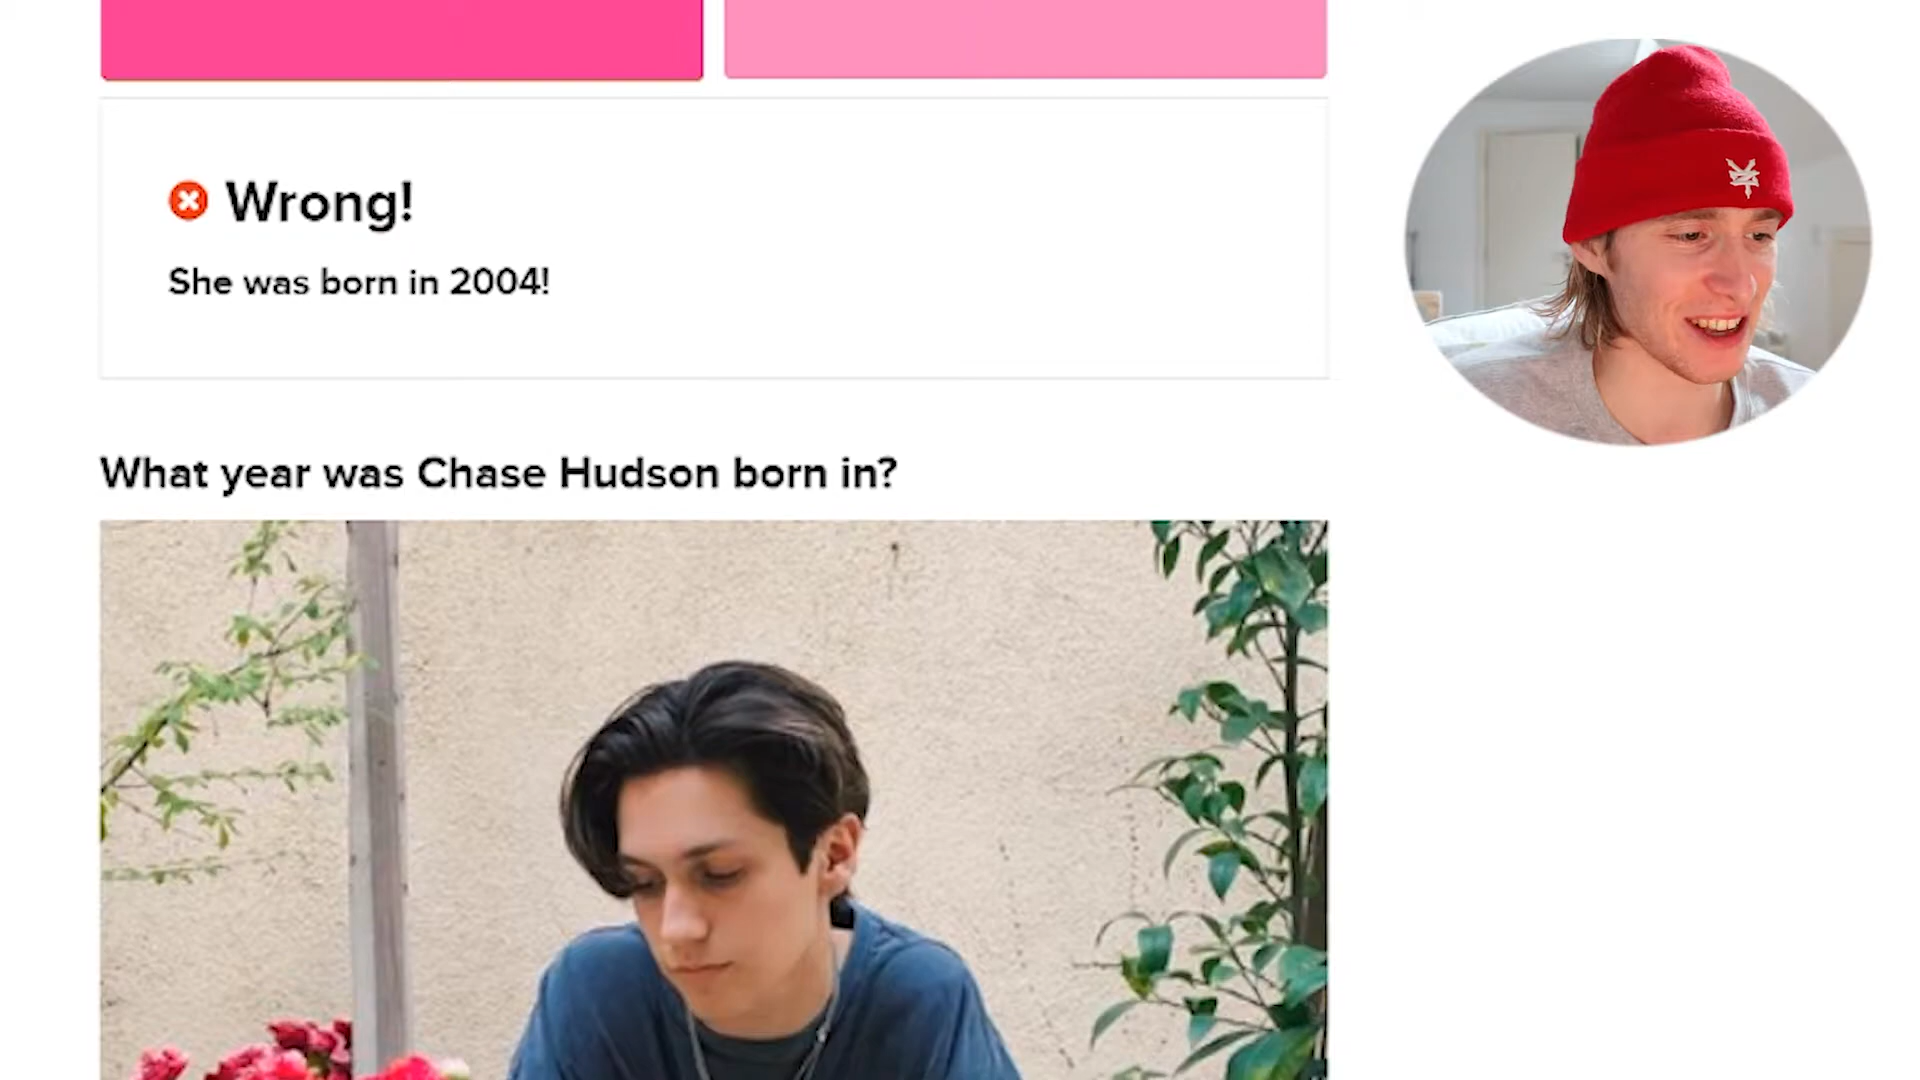 Wrong!
She was born in 2004!
What year was Chase Hudson born in?